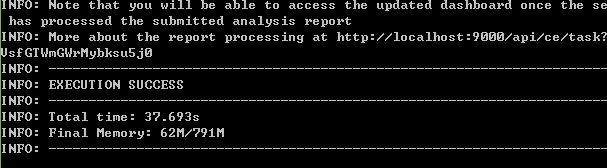 INFO: Note that you will be able to access the updated dashboard once the se
 has processed the submitted analysis report
INFO: More about the report processing at http://localhost:9000/api/ce/task?
VsfGTWmGWrMybksu5j0
INFO: ------------------------------------------------------------------------
INFO: EXECUTION SUCCESS
INFO: ------------------------------------------------------------------------
INFO: Total time: 37.693s
INFO: Final Memory: 62M/791M
INFO: ------------------------------------------------------------------------